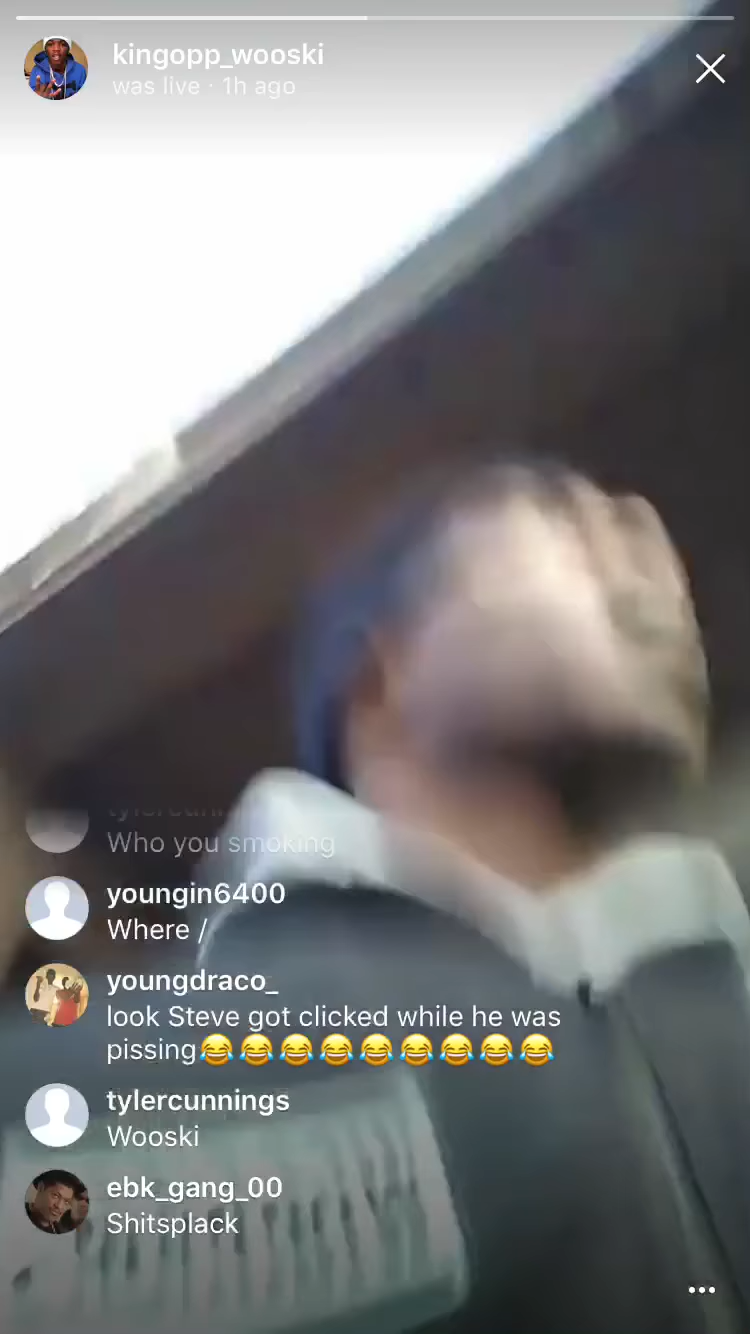 kingopp_wooski
was live · 1h ago
Who you smoking
youngin6400
Where /
youngdraco_
look Steve got clicked while he was
pissing😂😂😂😂😂😂😂😂😂
tylercunnings
Wooski
ebk_gang_00
Shitsplack